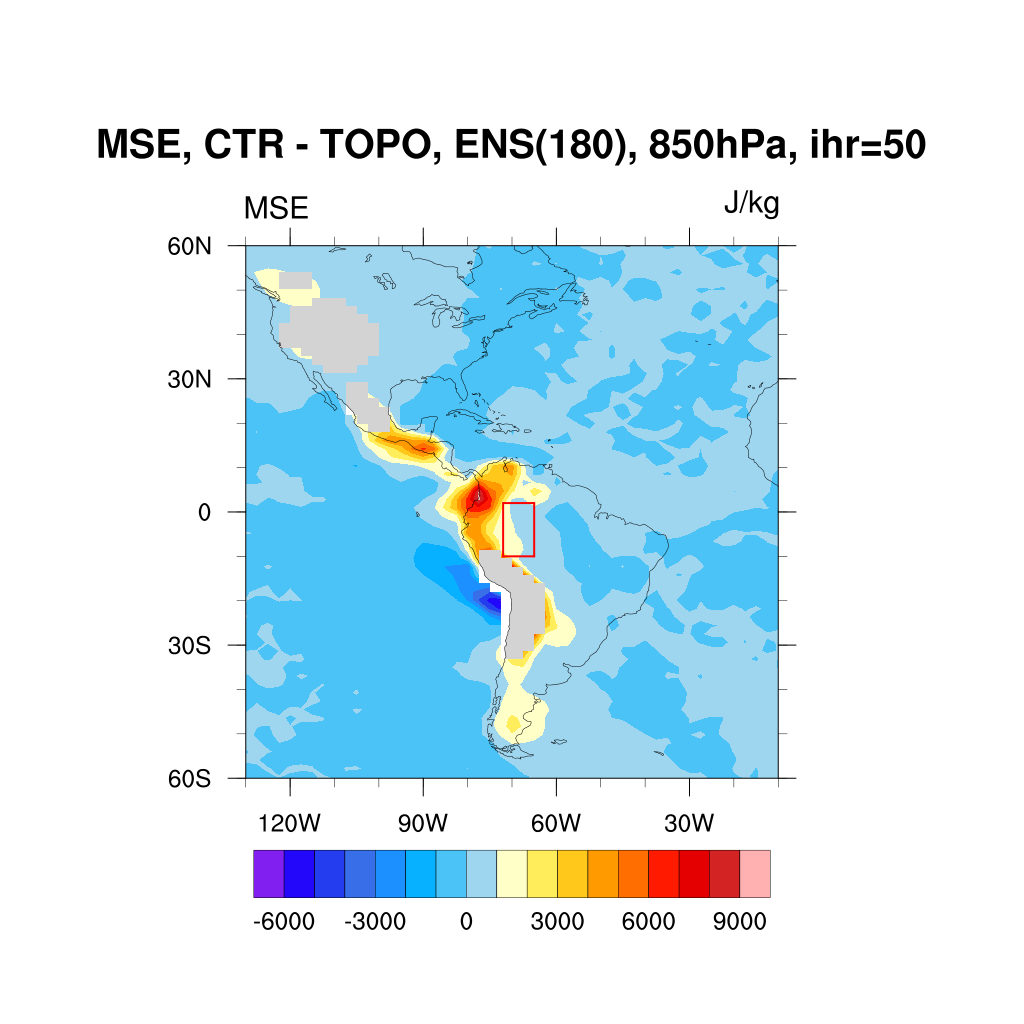 MSE, CTR - TOPO, ENS(180), 850hPa, ihr=50
MSE J/kg
60N
30N
0
30S
60S
120W 90W 60W 30W
-6000 -3000 0 3000 6000 9000